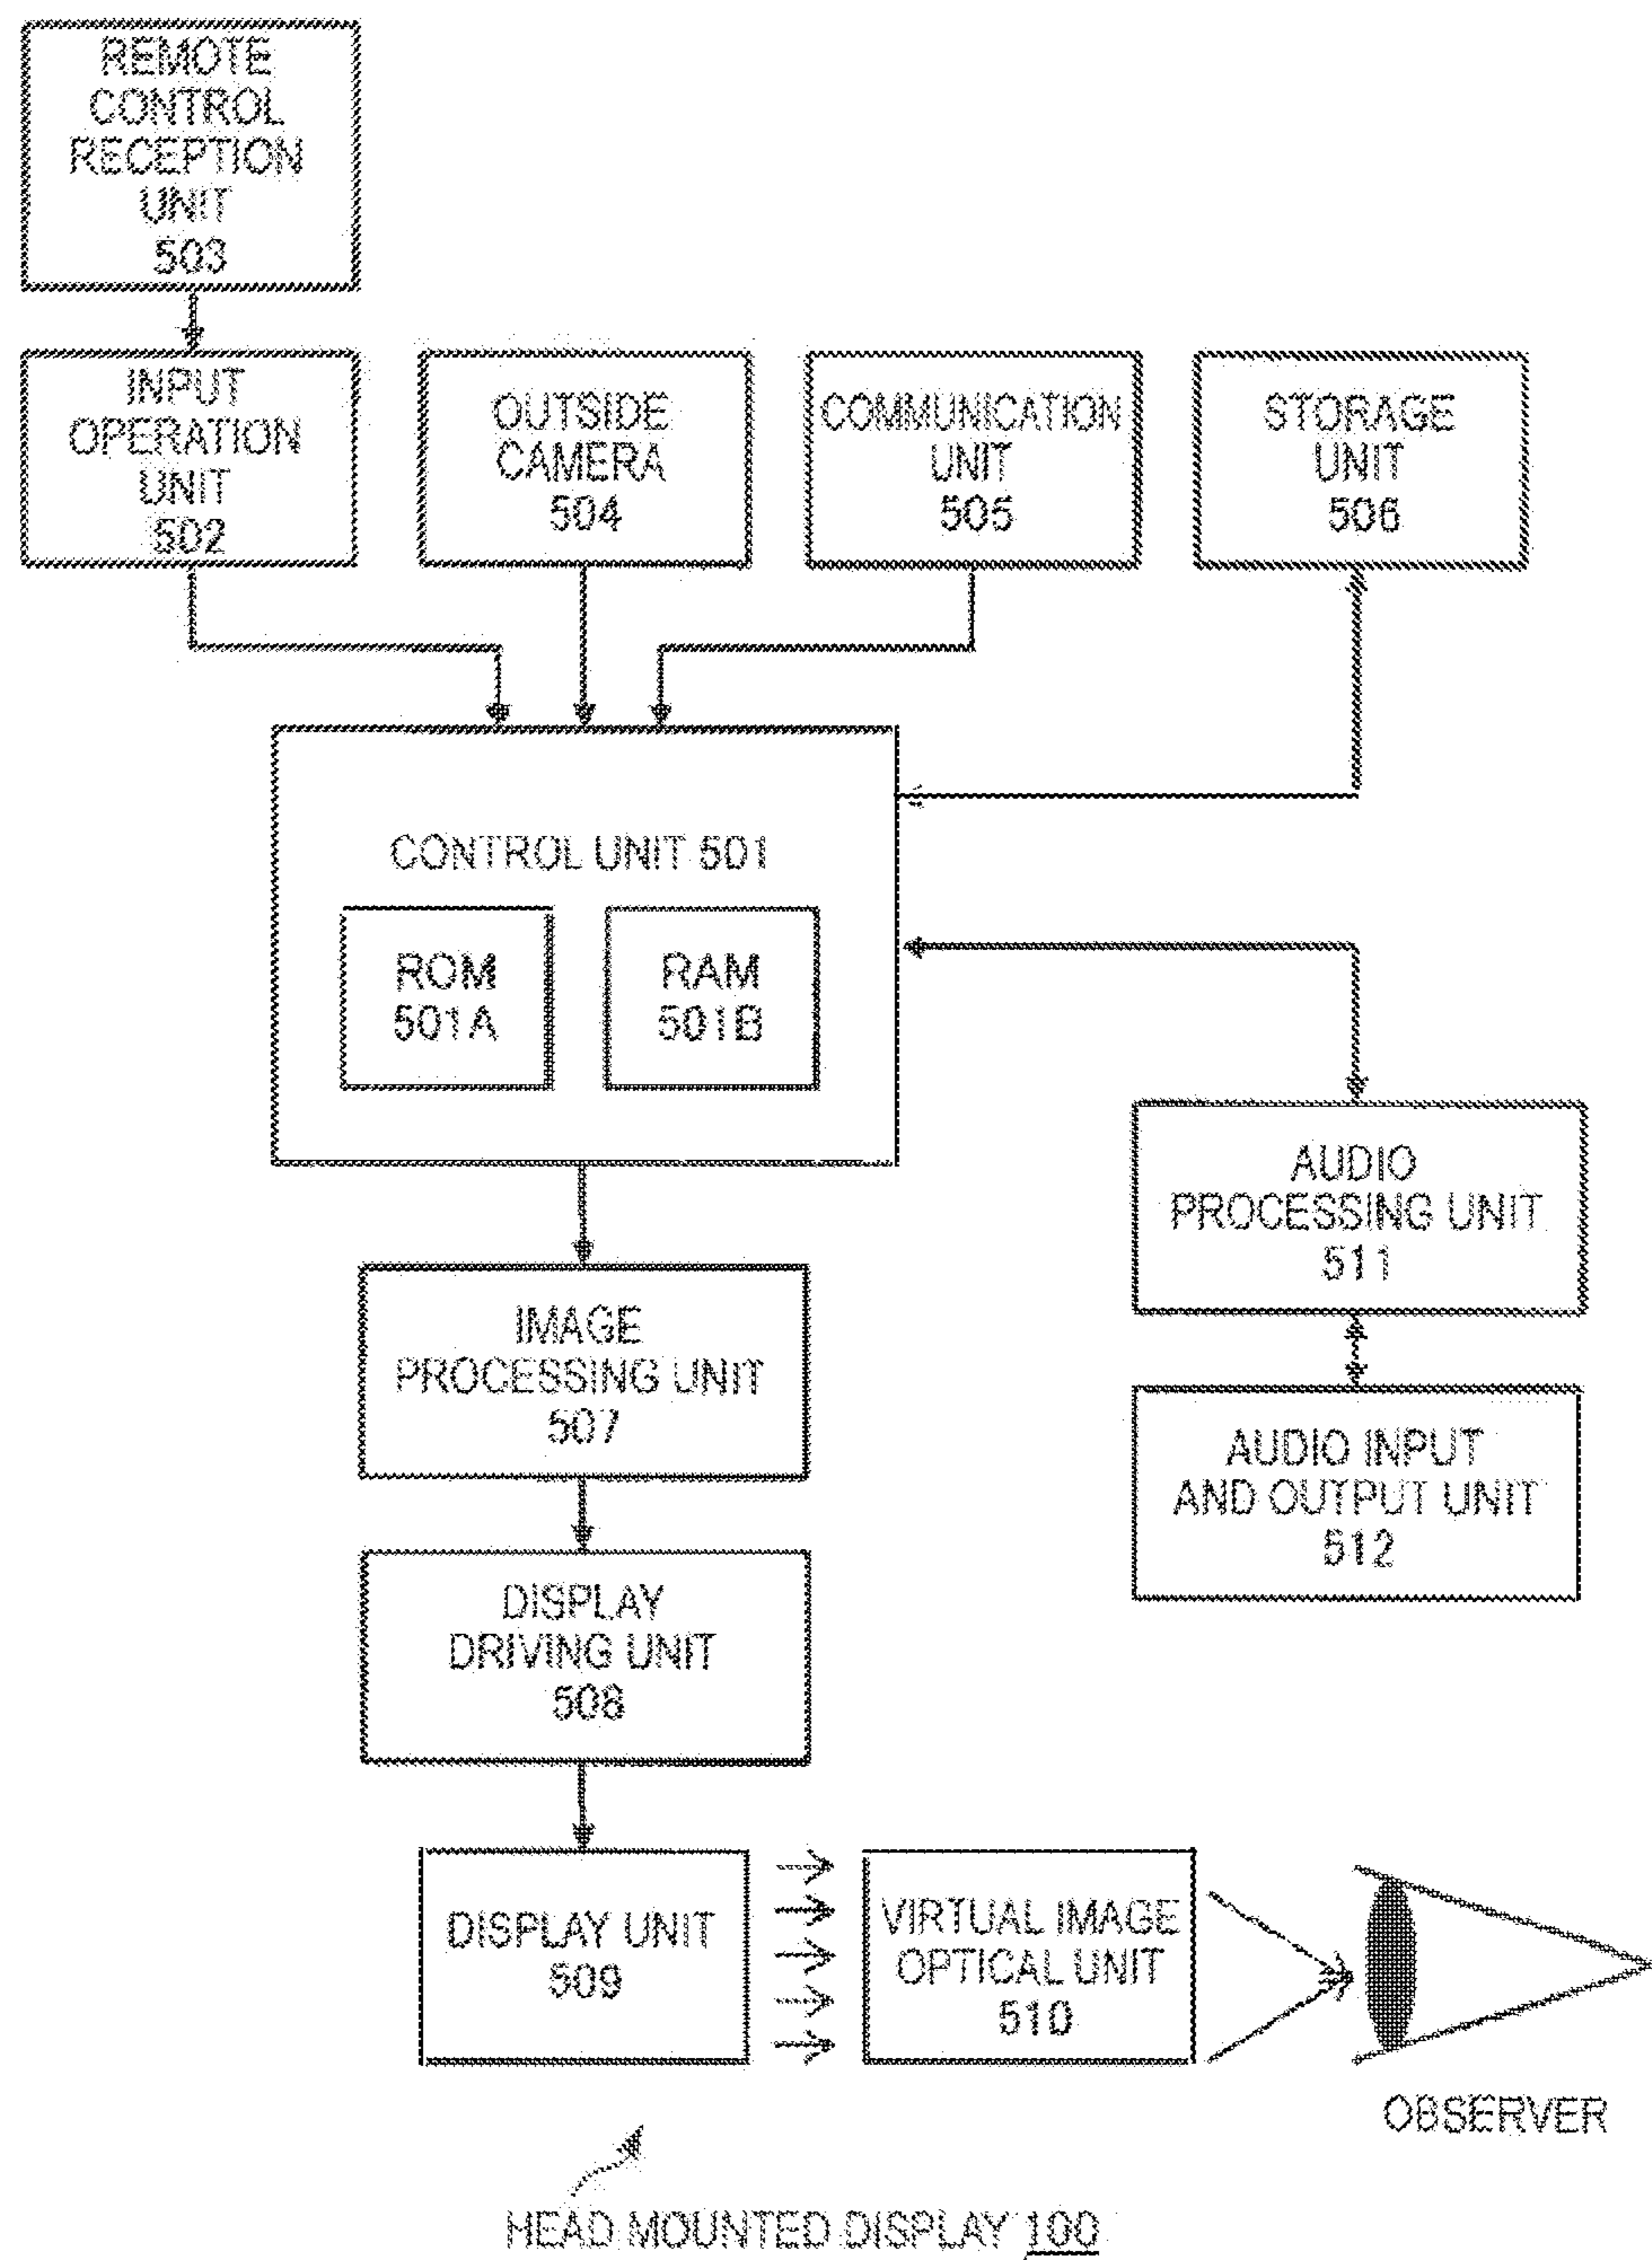 REMOTE
CONTROL
RECEPTION
UNIT
503
INPUT
OPERATION
UNIT
502
OUTSIDE
CAMERA
504
COMMUNICATION
UNIT
505
STORAGE
UNIT
506
CONTROL UNIT 501
ROM
501A
RAM
501B
AUDIO
PROCESSING UNIT
511
IMAGE
PROCESSING UNIT
507
AUDIO INPUT
AND OUTPUT UNIT
512
DISPLAY
DRIVING UNIT
508
DISPLAY UNIT
509
VIRTUAL IMAGE
OPTICAL UNIT
510
OBSERVER
HEAD MOUNTED DISPLAY 100